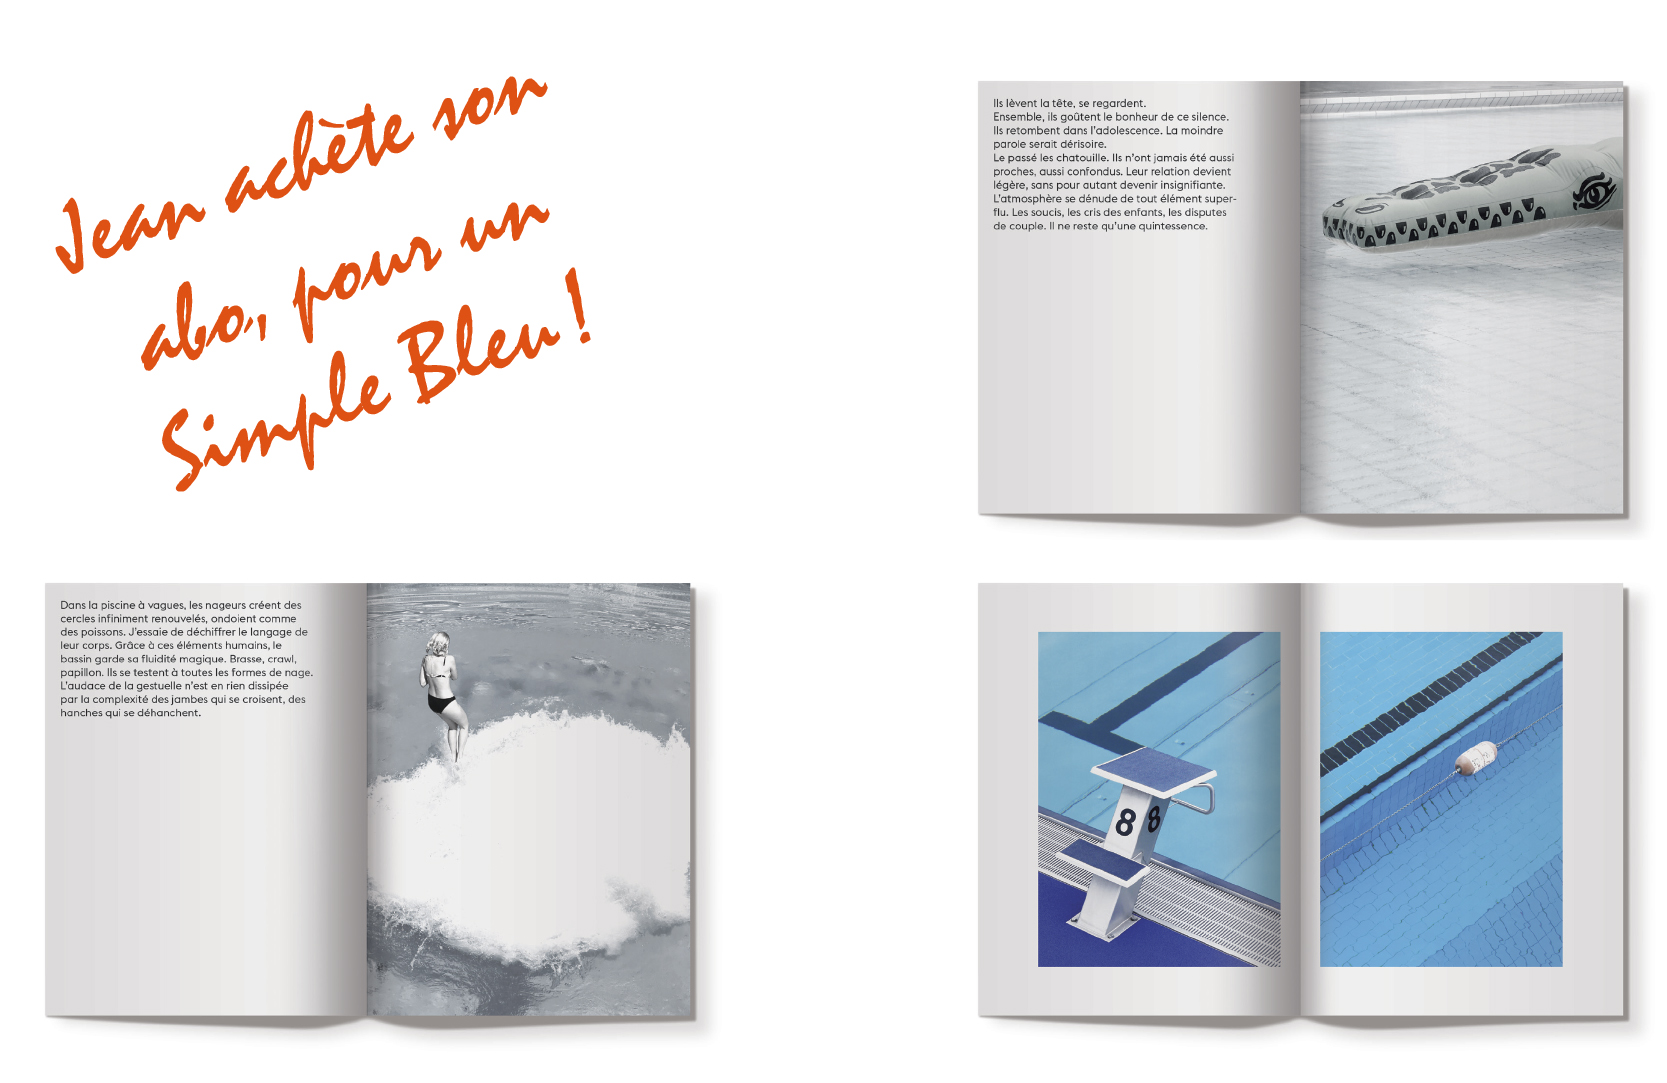 Jean achète son
abo, pour un
Simple Bleu !
Ils lèvent la tête, se regardent.
Ensemble, ils goûtent le bonheur de ce silence.
Ils retombent dans l'adolescence. La moindre
parole serait dérisoire.
Le passé les chatouille. Ils n'ont jamais été aussi
proches, aussi confondus. Leur relation devient
légère, sans pour autant devenir insignifiante.
L'atmosphère se dénude de tout élément super-
flu. Les soucis, les cris des enfants, les disputes
de couple. Il ne reste qu'une quintessence.
Dans la piscine à vagues, les nageurs créent des
cercles infiniment renouvelés, ondoient comme
des poissons. J'essaie de déchiffrer le langage de
leur corps. Grâce à ces éléments humains, le
bassin garde sa fluidité magique. Brasse, crawl,
papillon. Ils se testent à toutes les formes de nage.
L'audace de la gestuelle n'est en rien dissipée
par la complexité des jambes qui se croisent, des
hanches qui se déhanchent.
8 8